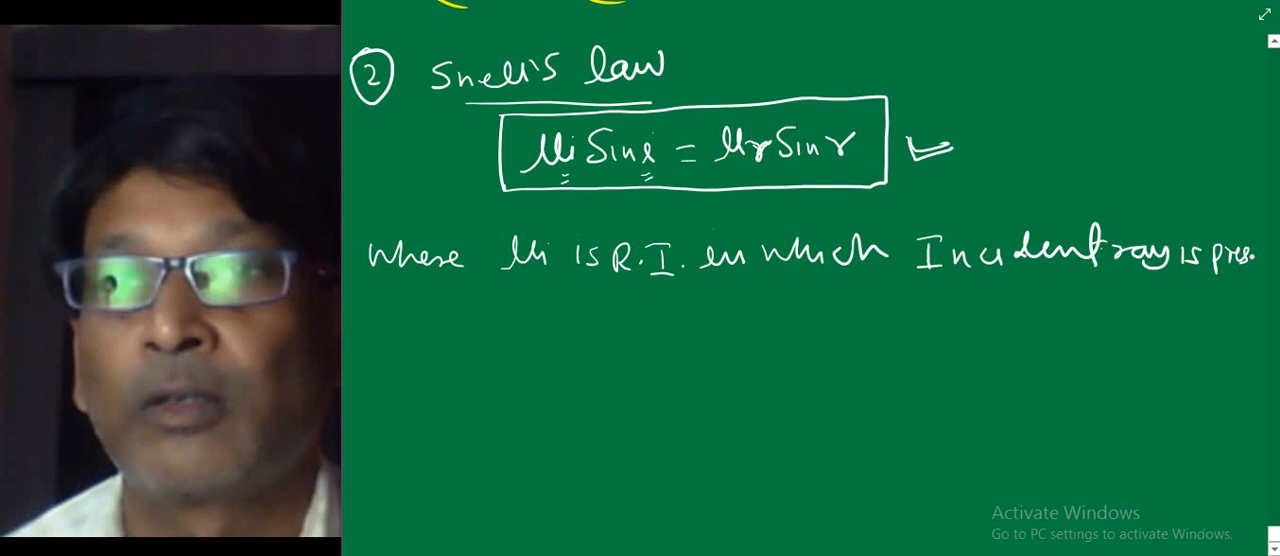 ② Snell's law
μi Sin i = μr Sin r
where μi is R.I. in which Incident ray is pres.
Activate Windows
Go to PC settings to activate Windows.